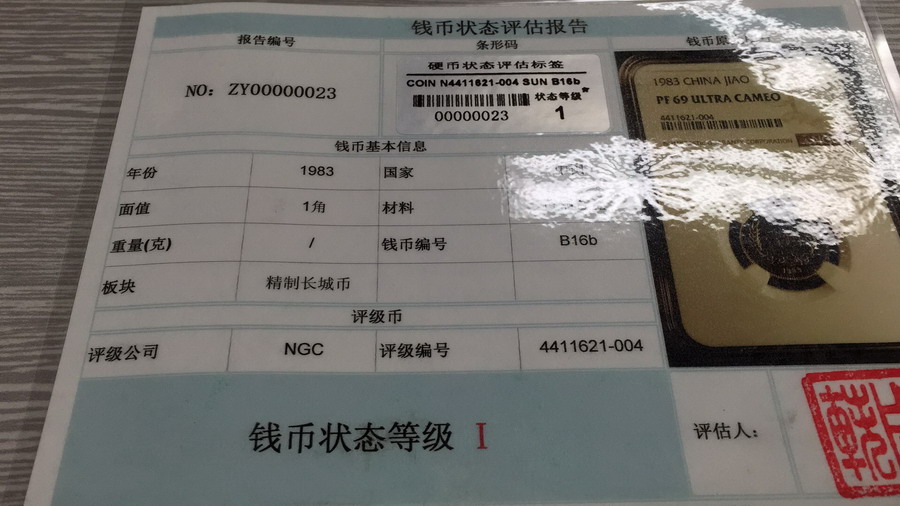 钱币状态评估报告
报告编号
条形码
钱币原
NO: ZY00000023
硬币状态评估标签
COIN N4411621-004 SUN B16b
状态等级
00000023
1
1983 CHINA JIAO
PF 69 ULTRA CAMEO
4411621-004
CORPORATION
钱币基本信息
年份 1983 国家
面值 1角 材料
重量(克) / 钱币编号 B16b
板块 精制长城币
1983
评级币
评级公司 NGC 评级编号 4411621-004
钱币状态等级 I
评估人: